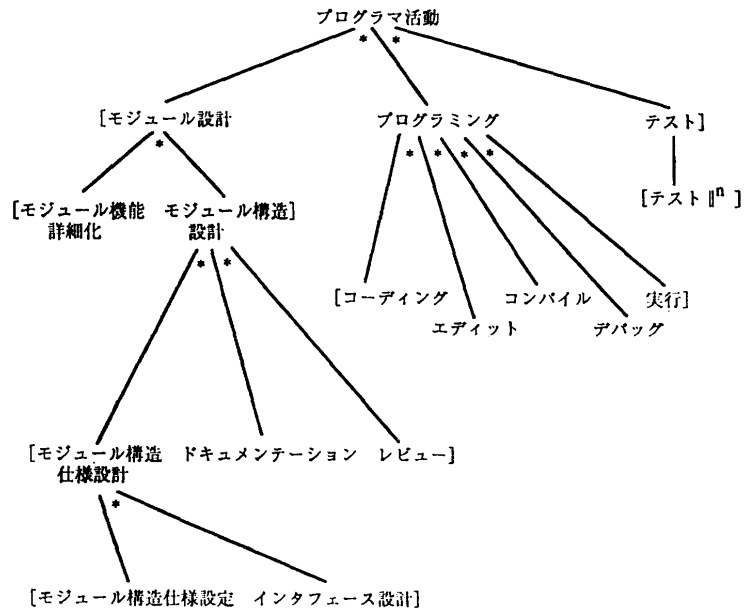 プログラマ活動
* *
[モジュール設計 プログラミング テスト]
* * * * *
[モジュール機能 モジュール構造] [テスト ‖ⁿ ]
詳細化 設計
* *
[コーディング コンパイル 実行]
エディット デバッグ
[モジュール構造 ドキュメンテーション レビュー]
仕様設計
*
[モジュール構造仕様設定 インタフェース設計]